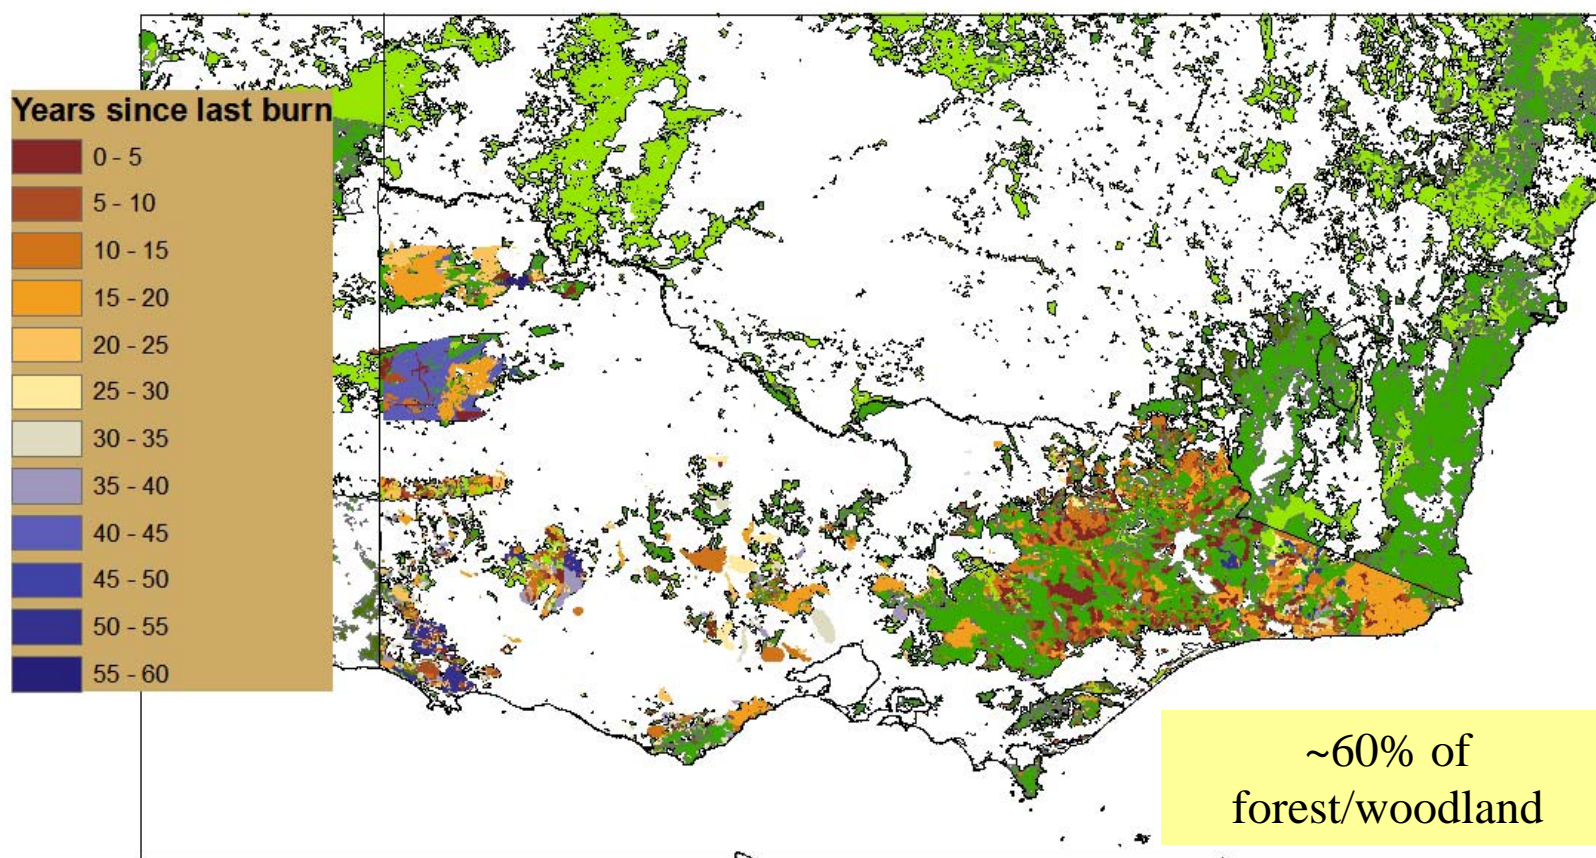 Years since last burn
0 - 5
5 - 10
10 - 15
15 - 20
20 - 25
25 - 30
30 - 35
35 - 40
40 - 45
45 - 50
50 - 55
55 - 60
~60% of
forest/woodland